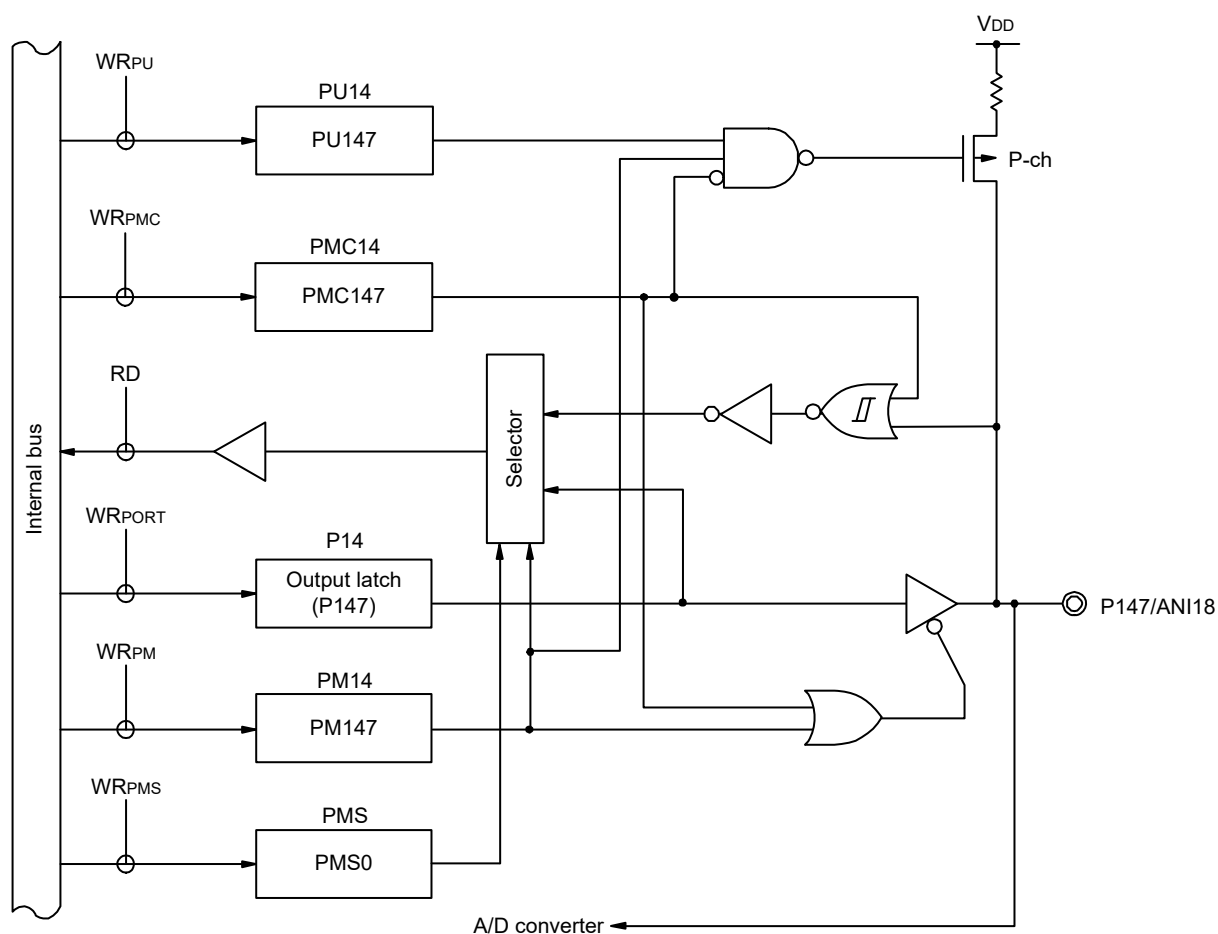 VDD
WRPU
PU14
PU147
P-ch
WRPMC
PMC14
PMC147
RD
Selector
Internal bus
WRPORT
P14
Output latch
(P147)
P147/ANI18
WRPM
PM14
PM147
WRPMS
PMS
PMS0
A/D converter